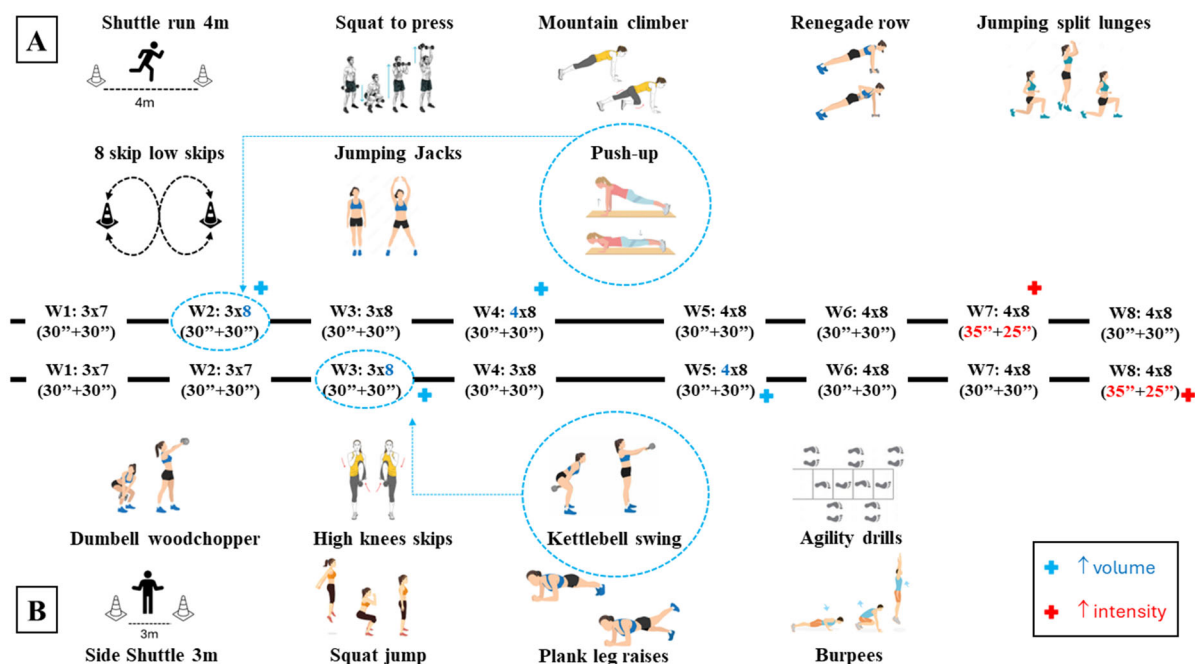 A
Shuttle run 4m
Squat to press
Mountain climber
Renegade row
Jumping split lunges
4m
8 skip low skips
Jumping Jacks
Push-up
W1: 3x7
(30”+30”)
W2: 3x8
(30”+30”)
W3: 3x8
(30”+30”)
W4: 4x8
(30”+30”)
W5: 4x8
(30”+30”)
W6: 4x8
(30”+30”)
W7: 4x8
(35”+25”)
W8: 4x8
(30”+30”)
W1: 3x7
(30”+30”)
W2: 3x7
(30”+30”)
W3: 3x8
(30”+30”)
W4: 3x8
(30”+30”)
W5: 4x8
(30”+30”)
W6: 4x8
(30”+30”)
W7: 4x8
(30”+30”)
W8: 4x8
(35”+25”)
Dumbell woodchopper
High knees skips
Kettlebell swing
Agility drills
B
3m
Side Shuttle 3m
Squat jump
Plank leg raises
Burpees
↑ volume
↑ intensity